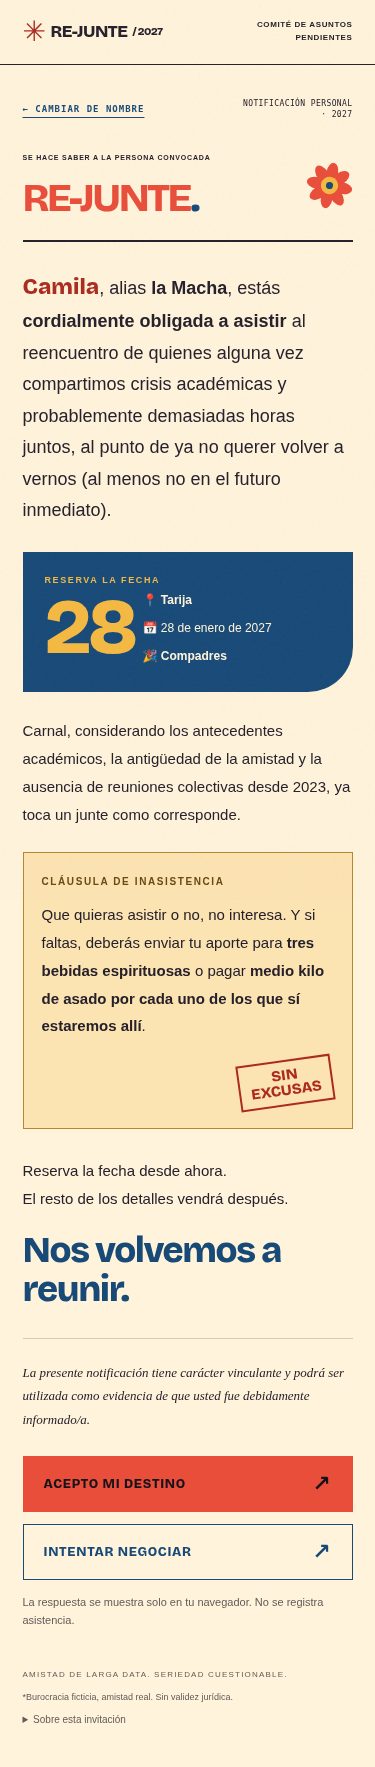 RE-JUNTE /2027
COMITÉ DE ASUNTOS
PENDIENTES
← CAMBIAR DE NOMBRE
NOTIFICACIÓN PERSONAL
· 2027
SE HACE SABER A LA PERSONA CONVOCADA
RE-JUNTE.
Camila, alias la Macha, estás
cordialmente obligada a asistir al
reencuentro de quienes alguna vez
compartimos crisis académicas y
probablemente demasiadas horas
juntos, al punto de ya no querer volver a
vernos (al menos no en el futuro
inmediato).
RESERVA LA FECHA
28
📍 Tarija
📅 28 de enero de 2027
🎉 Compadres
Carnal, considerando los antecedentes
académicos, la antigüedad de la amistad y la
ausencia de reuniones colectivas desde 2023, ya
toca un junte como corresponde.
CLÁUSULA DE INASISTENCIA
Que quieras asistir o no, no interesa. Y si
faltas, deberás enviar tu aporte para tres
bebidas espirituosas o pagar medio kilo
de asado por cada uno de los que sí
estaremos allí.
SIN
EXCUSAS
Reserva la fecha desde ahora.
El resto de los detalles vendrá después.
Nos volvemos a
reunir.
La presente notificación tiene carácter vinculante y podrá ser
utilizada como evidencia de que usted fue debidamente
informado/a.
ACEPTO MI DESTINO ↗
INTENTAR NEGOCIAR ↗
La respuesta se muestra solo en tu navegador. No se registra
asistencia.
AMISTAD DE LARGA DATA. SERIEDAD CUESTIONABLE.
*Burocracia ficticia, amistad real. Sin validez jurídica.
▶ Sobre esta invitación